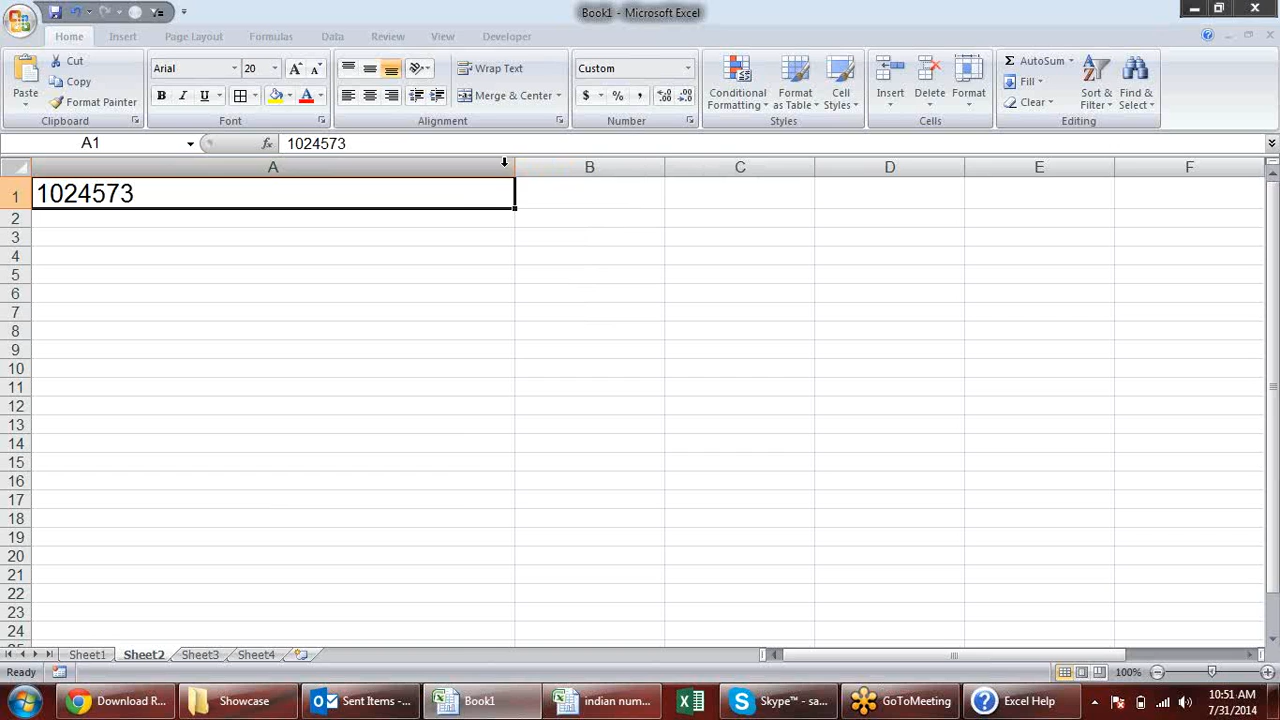 Book1 - Microsoft Excel
Home Insert Page Layout Formulas Data Review View Developer
Paste
Cut
Copy
Format Painter
Clipboard
Arial 20
Font
Wrap Text
Merge & Center
Alignment
Custom
Number
Conditional Formatting
Format as Table
Cell Styles
Styles
Insert
Delete
Format
Cells
AutoSum
Fill
Clear
Sort & Filter
Find & Select
Editing
A1 fx 1024573
A B C D E F
1 1024573
2
3
4
5
6
7
8
9
10
11
12
13
14
15
16
17
18
19
20
21
22
23
24
Sheet1 Sheet2 Sheet3 Sheet4
Ready 100%
Download R... Showcase Sent Items -... Book1 indian num... Skype™ - sa... GoToMeeting Excel Help
10:51 AM
7/31/2014